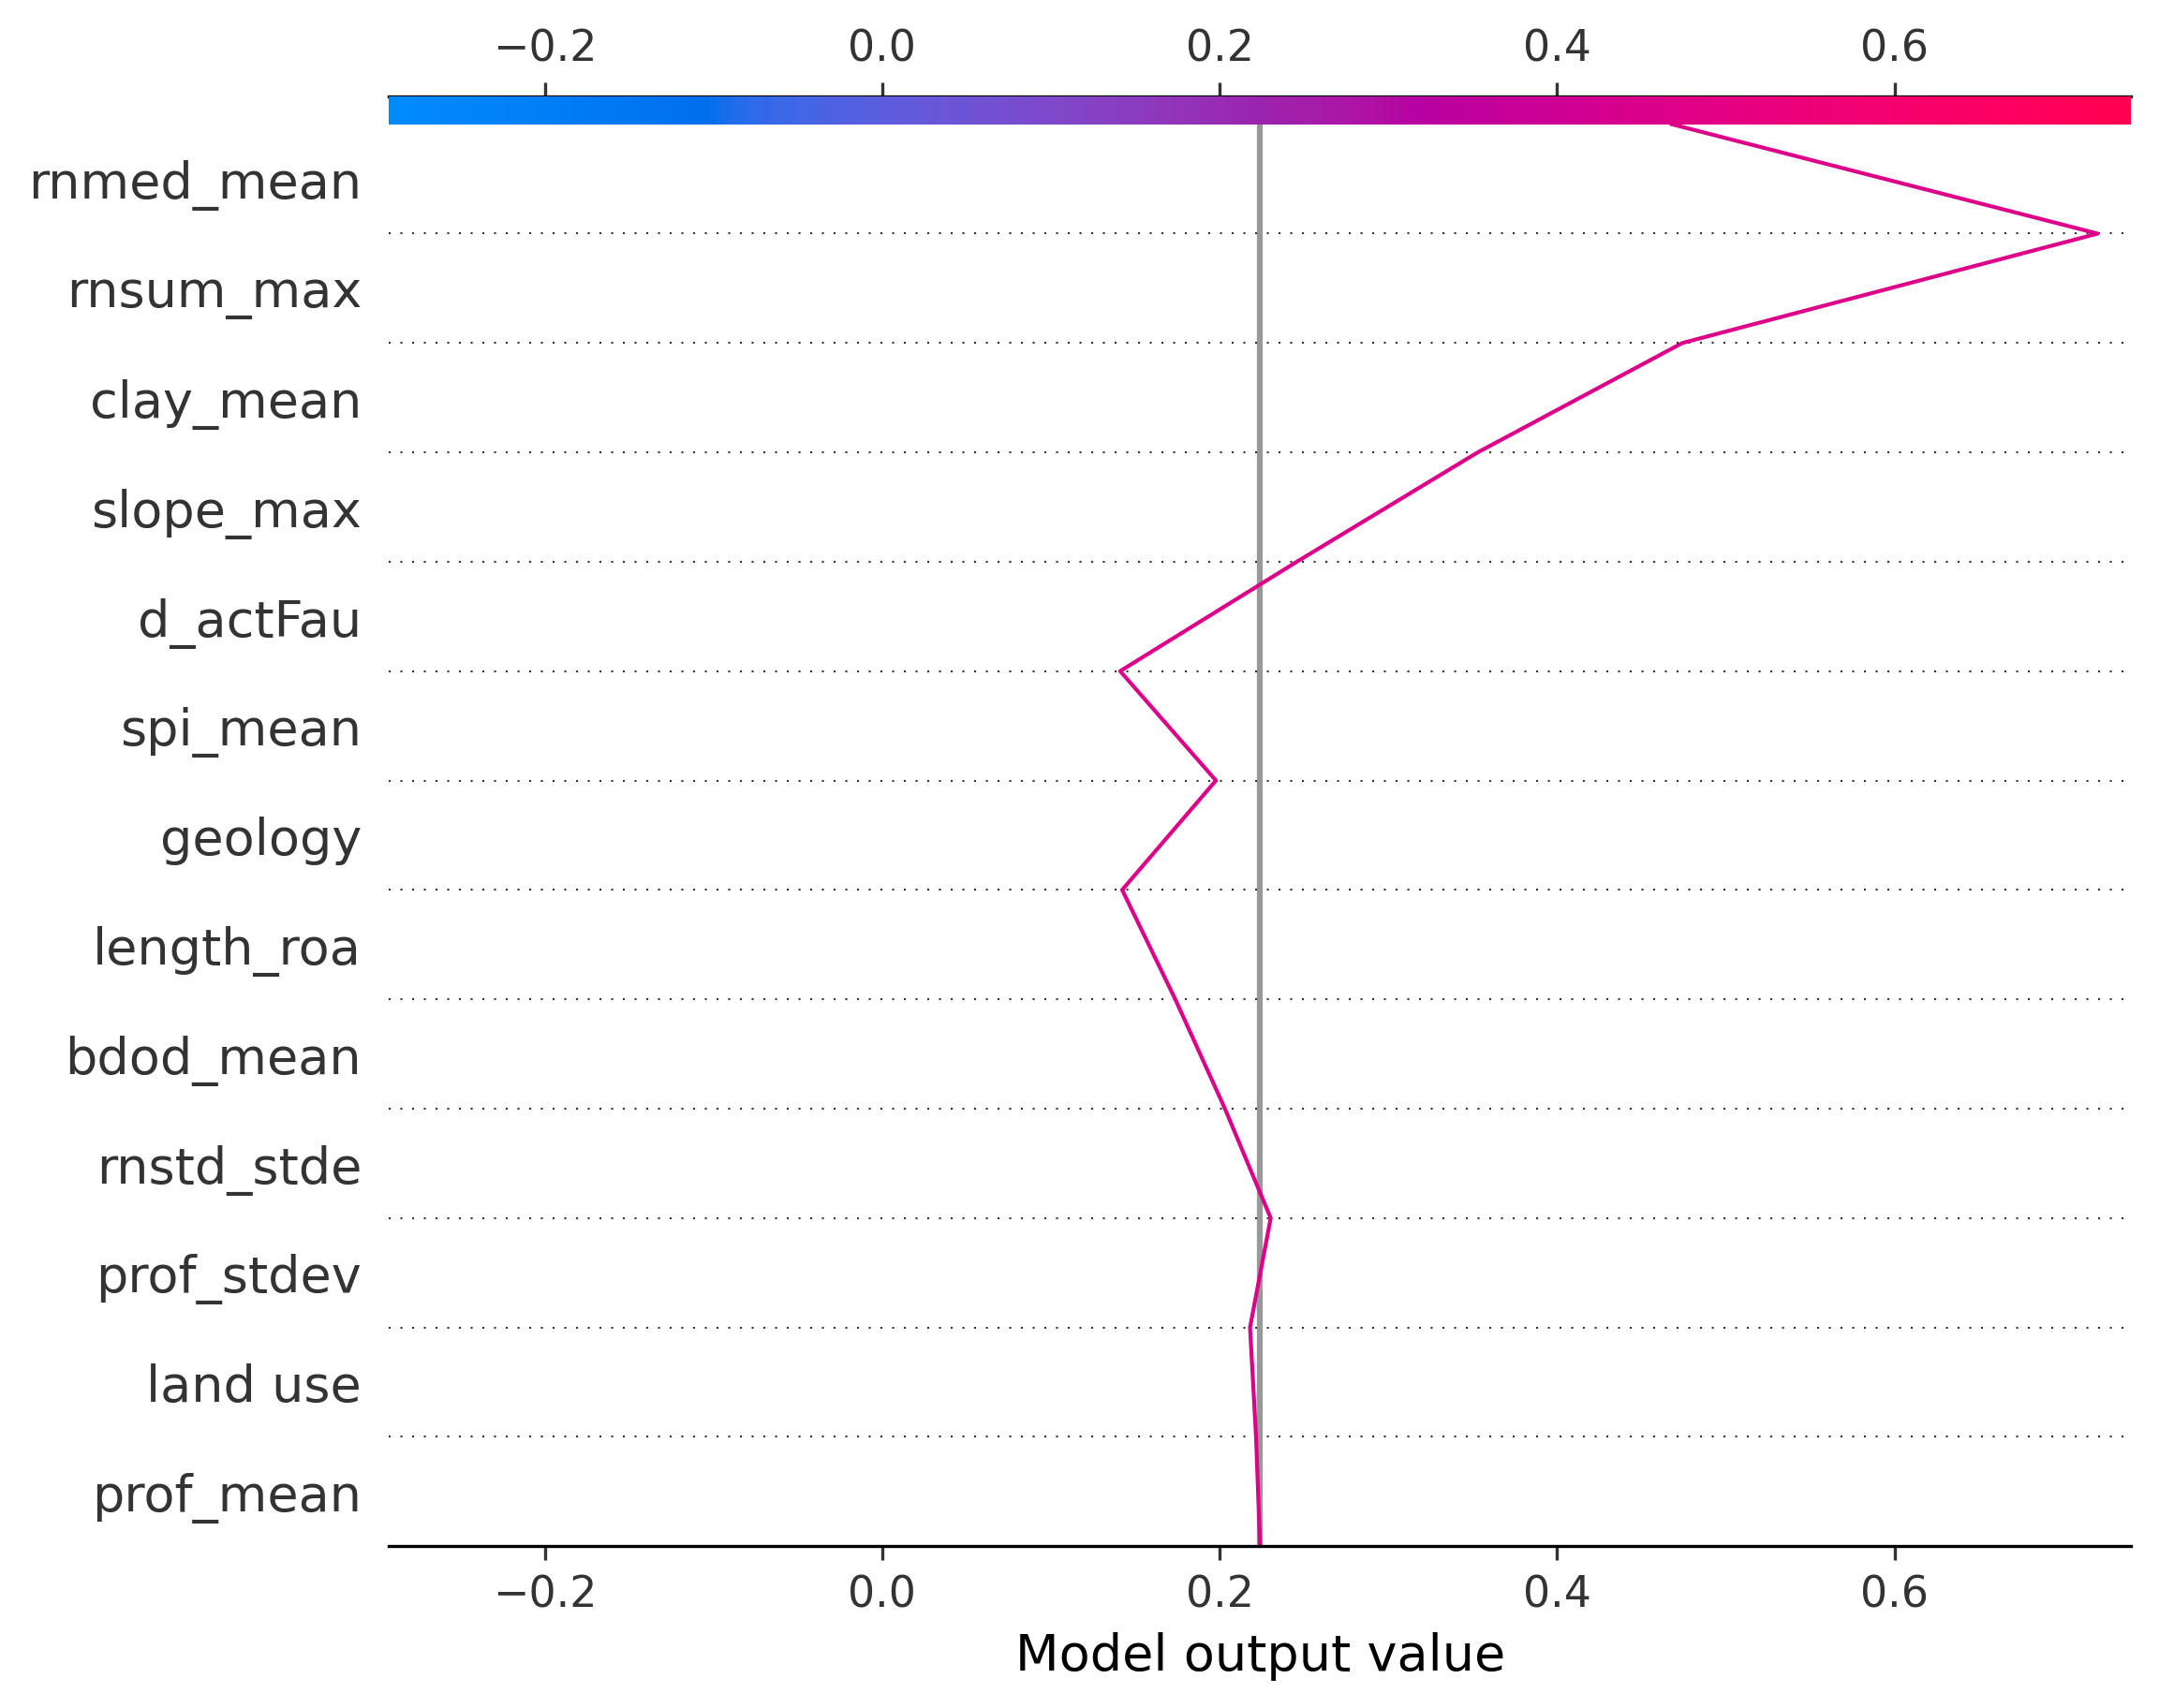 −0.2 0.0 0.2 0.4 0.6
rnmed_mean
rnsum_max
clay_mean
slope_max
d_actFau
spi_mean
geology
length_roa
bdod_mean
rnstd_stde
prof_stdev
land use
prof_mean
−0.2 0.0 0.2 0.4 0.6
Model output value